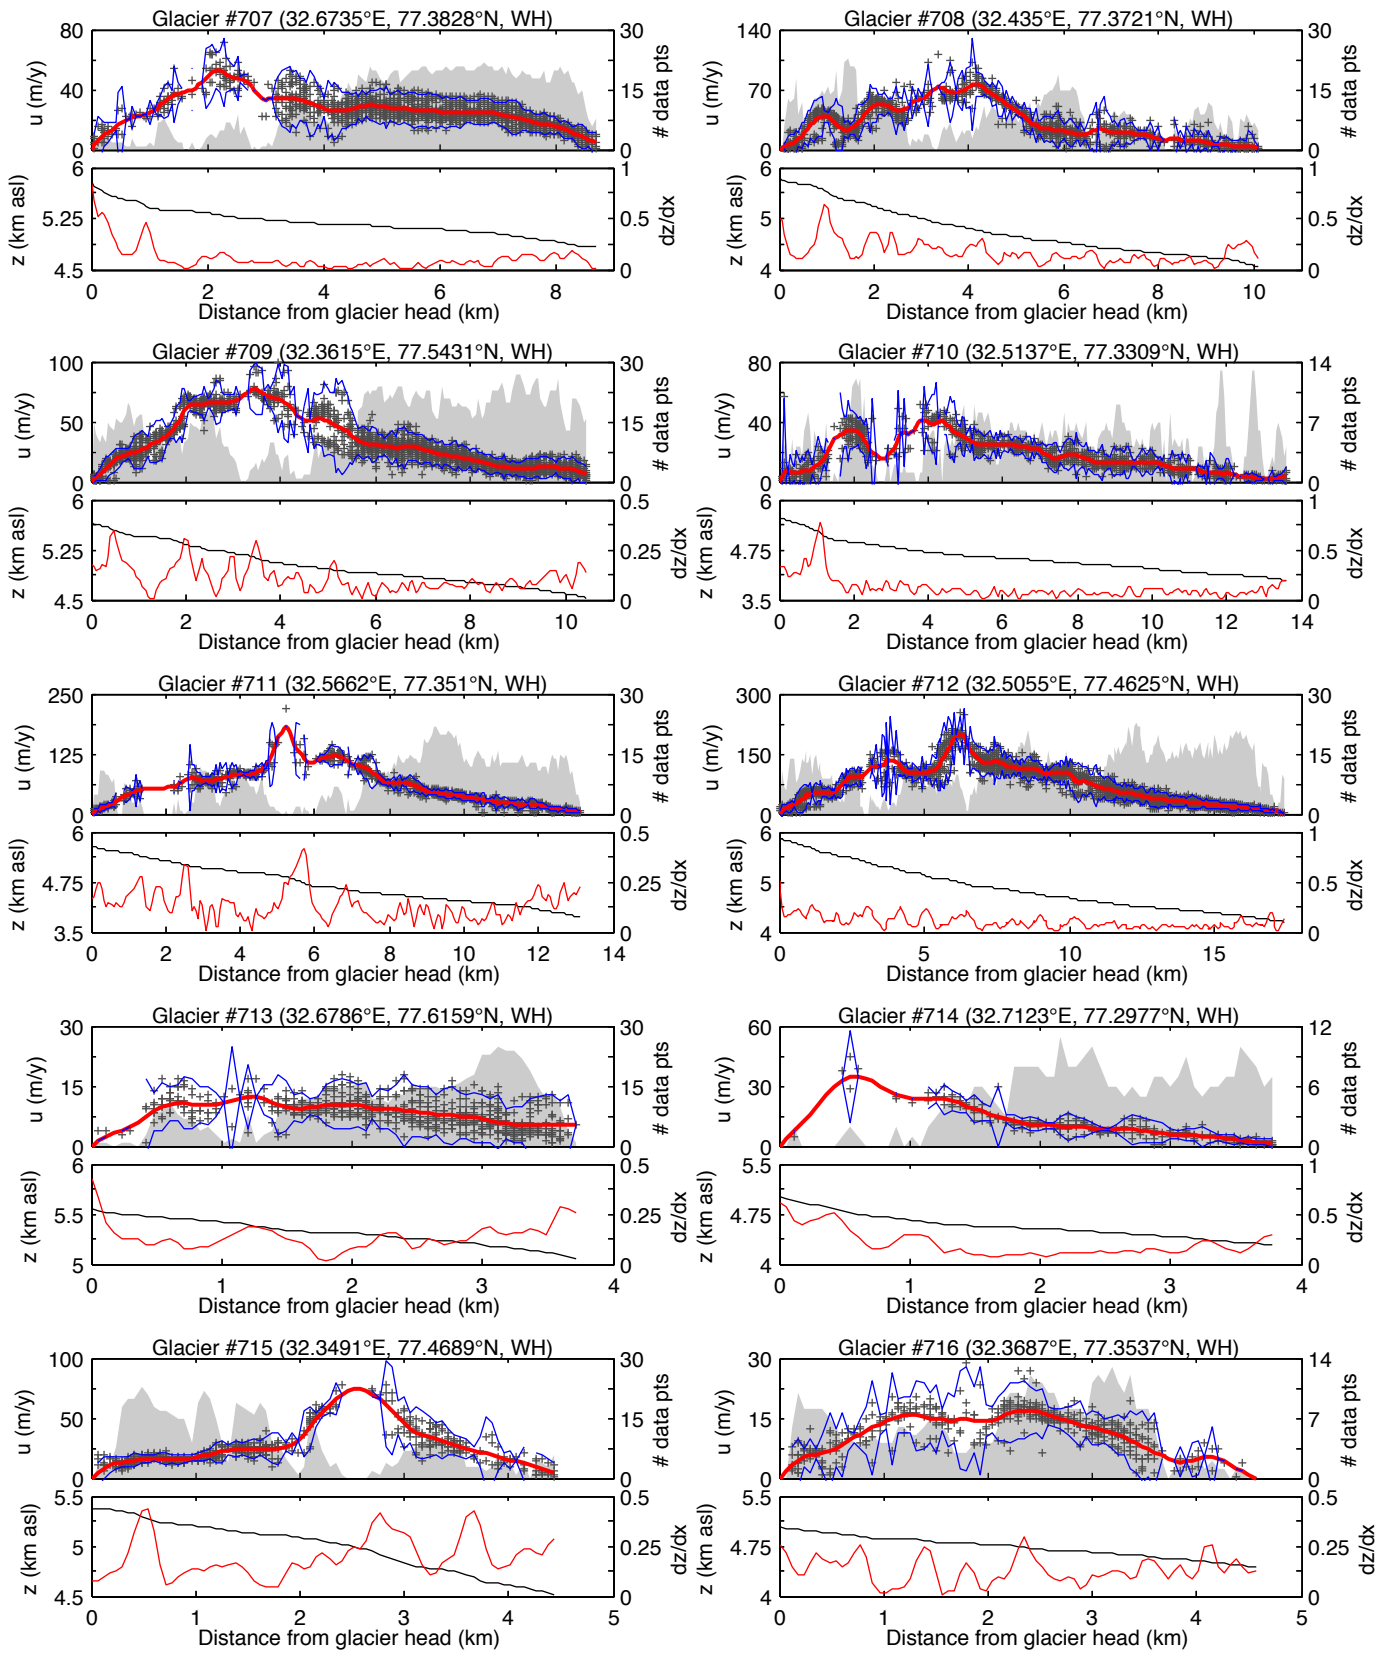 Glacier #707 (32.6735°E, 77.3828°N, WH)
80 40 0
u (m/y)
30 15 0
# data pts
6 5.25 4.5
z (km asl)
1 0.5 0
dz/dx
0 2 4 6 8
Distance from glacier head (km)
Glacier #708 (32.435°E, 77.3721°N, WH)
140 70 0
u (m/y)
30 15 0
# data pts
6 5 4
z (km asl)
1 0.5 0
dz/dx
0 2 4 6 8 10
Distance from glacier head (km)
Glacier #709 (32.3615°E, 77.5431°N, WH)
100 50 0
u (m/y)
30 15 0
# data pts
6 5.25 4.5
z (km asl)
0.5 0.25 0
dz/dx
0 2 4 6 8 10
Distance from glacier head (km)
Glacier #710 (32.5137°E, 77.3309°N, WH)
80 40 0
u (m/y)
14 7 0
# data pts
6 4.75 3.5
z (km asl)
1 0.5 0
dz/dx
0 2 4 6 8 10 12 14
Distance from glacier head (km)
Glacier #711 (32.5662°E, 77.351°N, WH)
250 125 0
u (m/y)
30 15 0
# data pts
6 4.75 3.5
z (km asl)
0.5 0.25 0
dz/dx
0 2 4 6 8 10 12 14
Distance from glacier head (km)
Glacier #712 (32.5055°E, 77.4625°N, WH)
300 150 0
u (m/y)
30 15 0
# data pts
6 5 4
z (km asl)
1 0.5 0
dz/dx
0 5 10 15
Distance from glacier head (km)
Glacier #713 (32.6786°E, 77.6159°N, WH)
30 15 0
u (m/y)
30 15 0
# data pts
6 5.5 5
z (km asl)
0.5 0.25 0
dz/dx
0 1 2 3 4
Distance from glacier head (km)
Glacier #714 (32.7123°E, 77.2977°N, WH)
60 30 0
u (m/y)
12 6 0
# data pts
5.5 4.75 4
z (km asl)
1 0.5 0
dz/dx
0 1 2 3 4
Distance from glacier head (km)
Glacier #715 (32.3491°E, 77.4689°N, WH)
100 50 0
u (m/y)
30 15 0
# data pts
5.5 5 4.5
z (km asl)
0.5 0.25 0
dz/dx
0 1 2 3 4 5
Distance from glacier head (km)
Glacier #716 (32.3687°E, 77.3537°N, WH)
30 15 0
u (m/y)
14 7 0
# data pts
5.5 4.75 4
z (km asl)
0.5 0.25 0
dz/dx
0 1 2 3 4 5
Distance from glacier head (km)